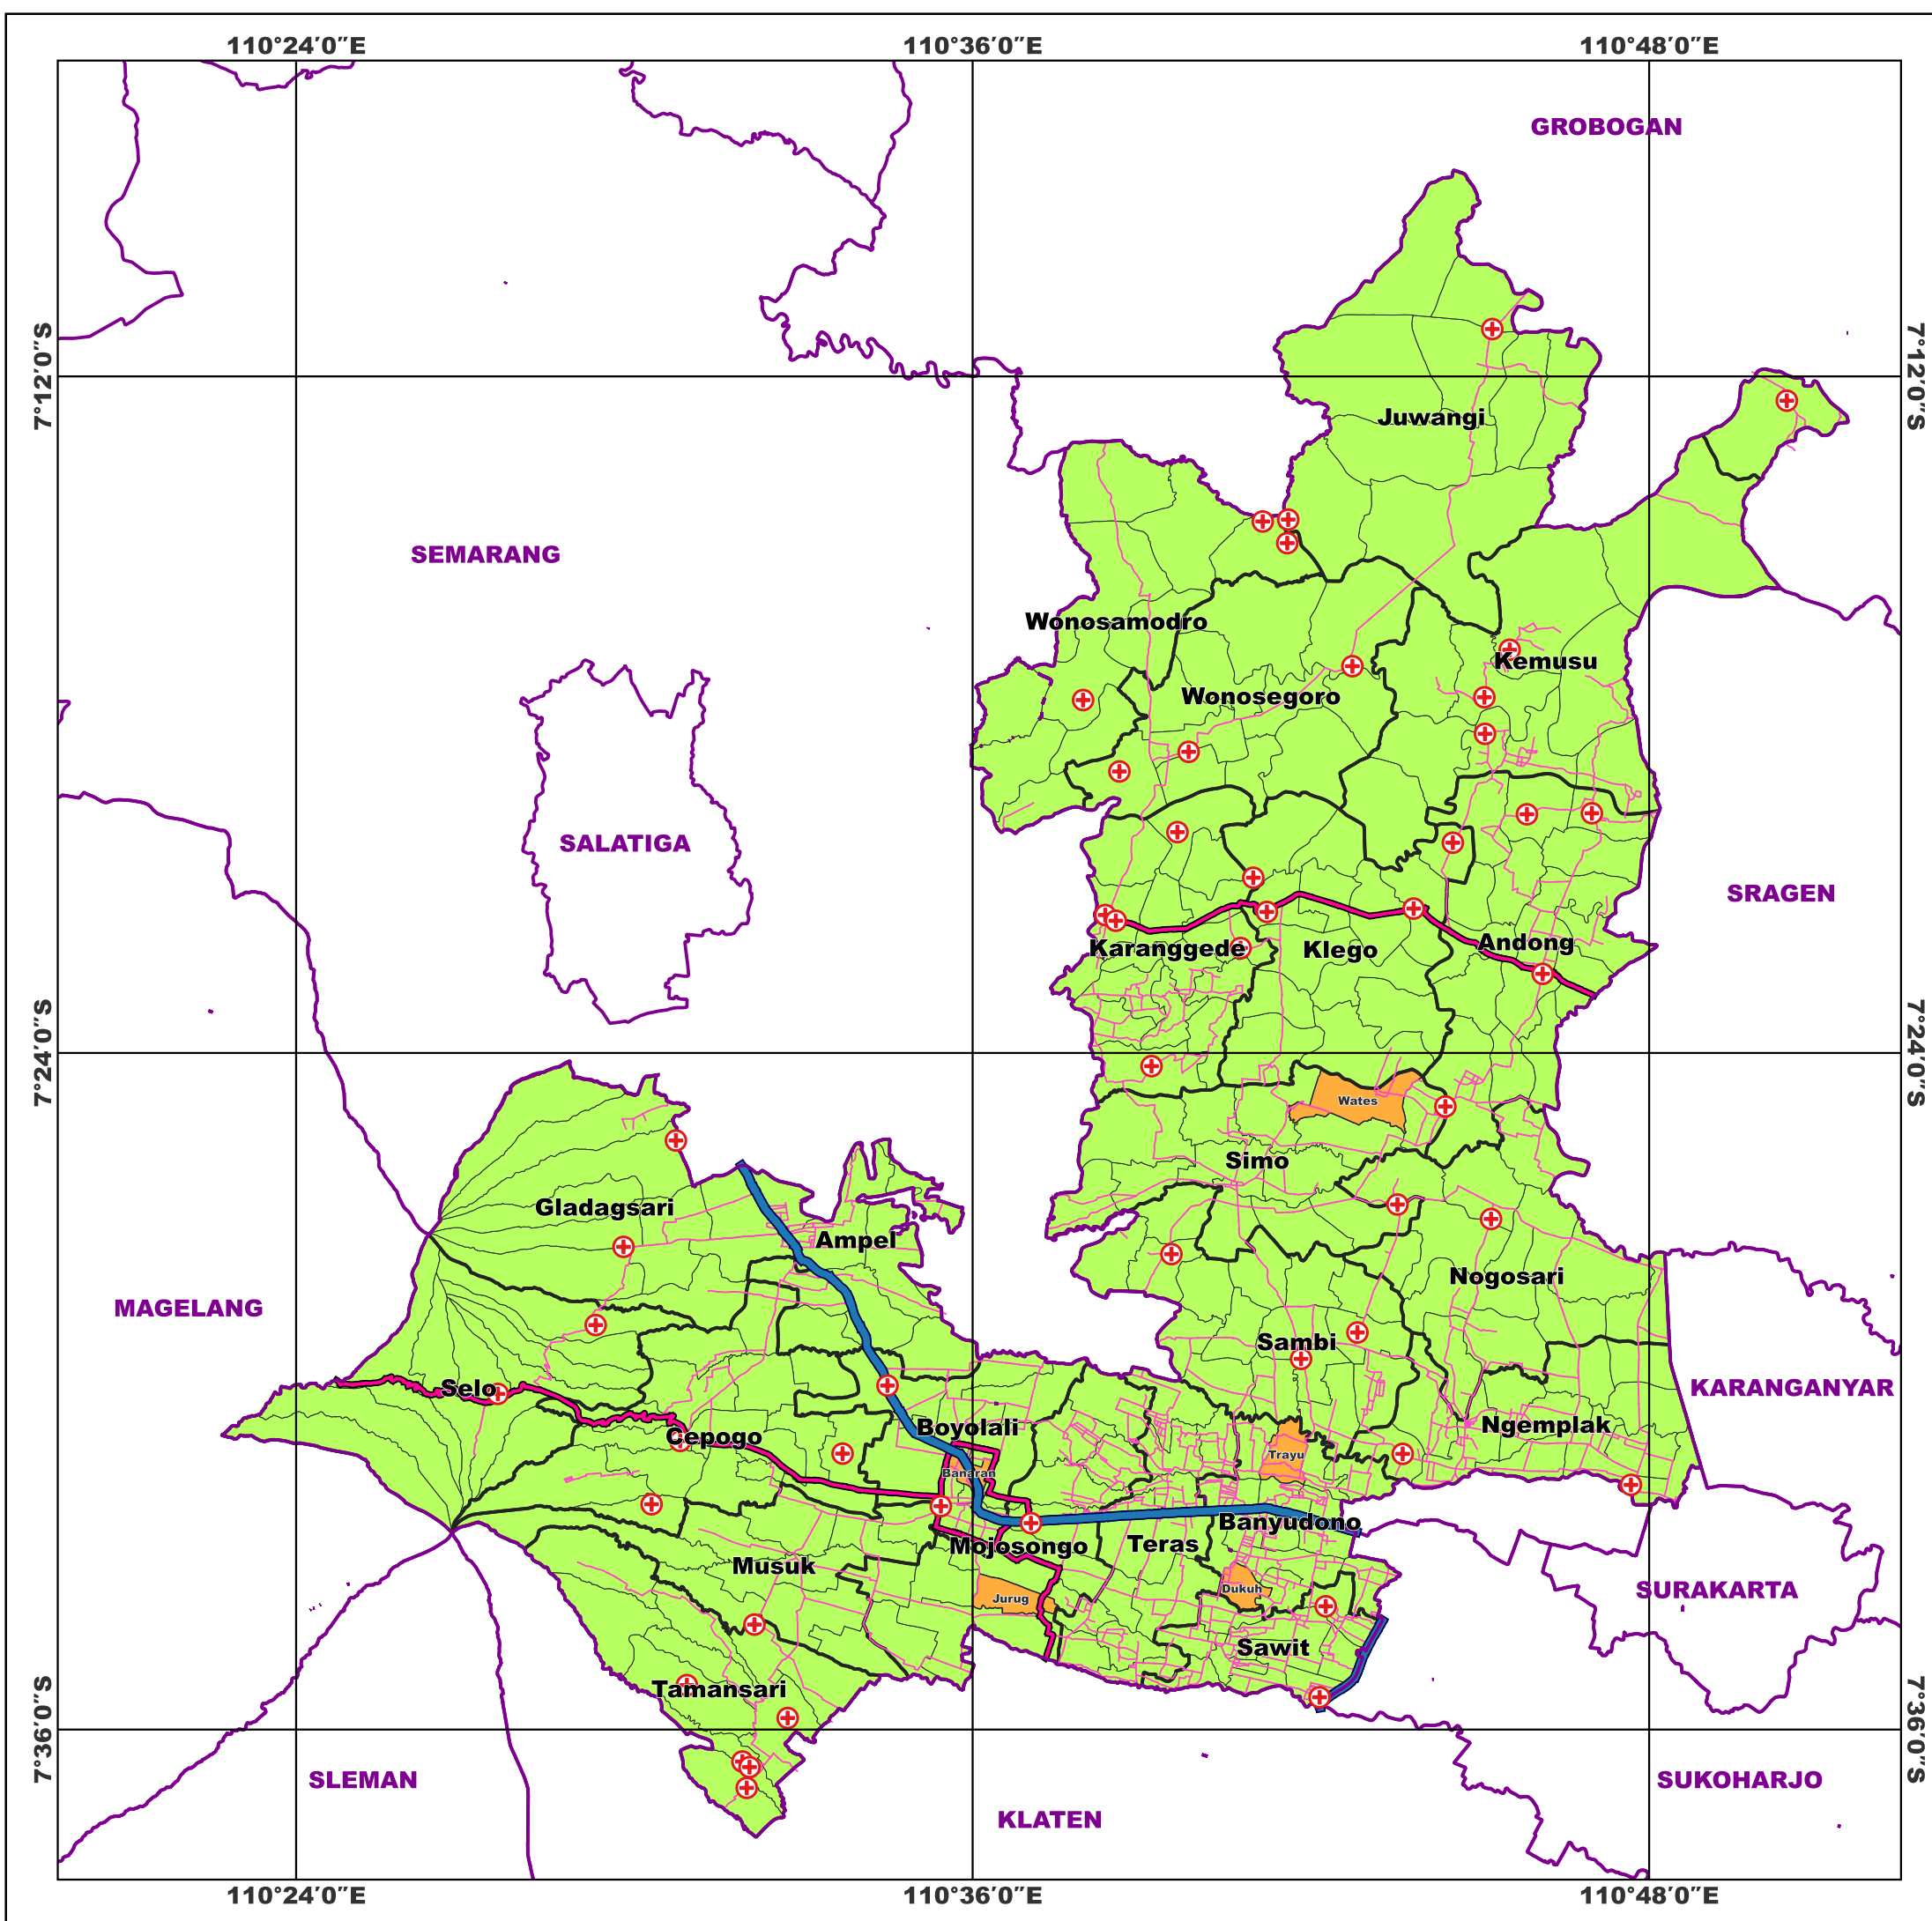 110°24′0″E
110°36′0″E
110°48′0″E
GROBOGAN
7°12′0″S
7°12′0″S
Juwangi
SEMARANG
Wonosamodro
Kemusu
Wonosegoro
SALATIGA
SRAGEN
Karanggede
Klego
Andong
7°24′0″S
7°24′0″S
Wates
Simo
Gladagsari
Ampel
Nogosari
MAGELANG
Sambi
Selo
KARANGANYAR
Cepogo
Boyolali
Ngemplak
Trayu
Banaran
Banyudono
Mojosongo
Teras
Musuk
Dukuh
SURAKARTA
Jurug
Sawit
Tamansari
7°36′0″S
7°36′0″S
SLEMAN
SUKOHARJO
KLATEN
110°24′0″E
110°36′0″E
110°48′0″E